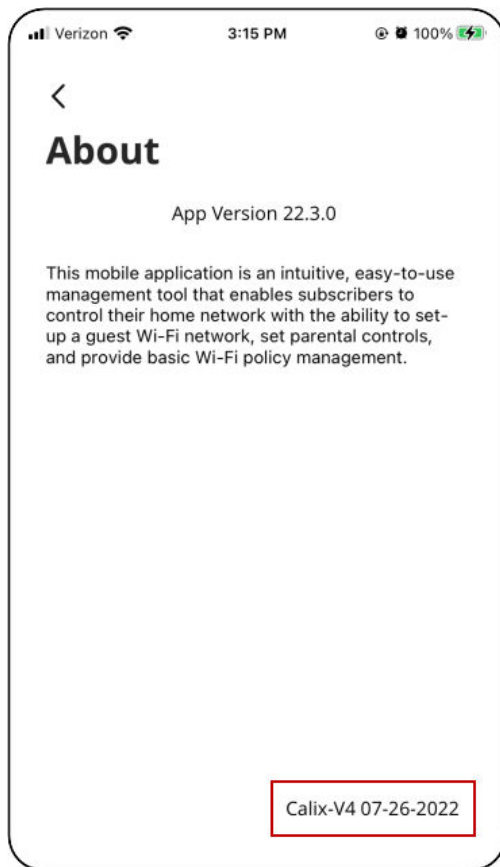 Verizon 3:15 PM 100%
About
App Version 22.3.0
This mobile application is an intuitive, easy-to-use
management tool that enables subscribers to
control their home network with the ability to set-
up a guest Wi-Fi network, set parental controls,
and provide basic Wi-Fi policy management.
Calix-V4 07-26-2022